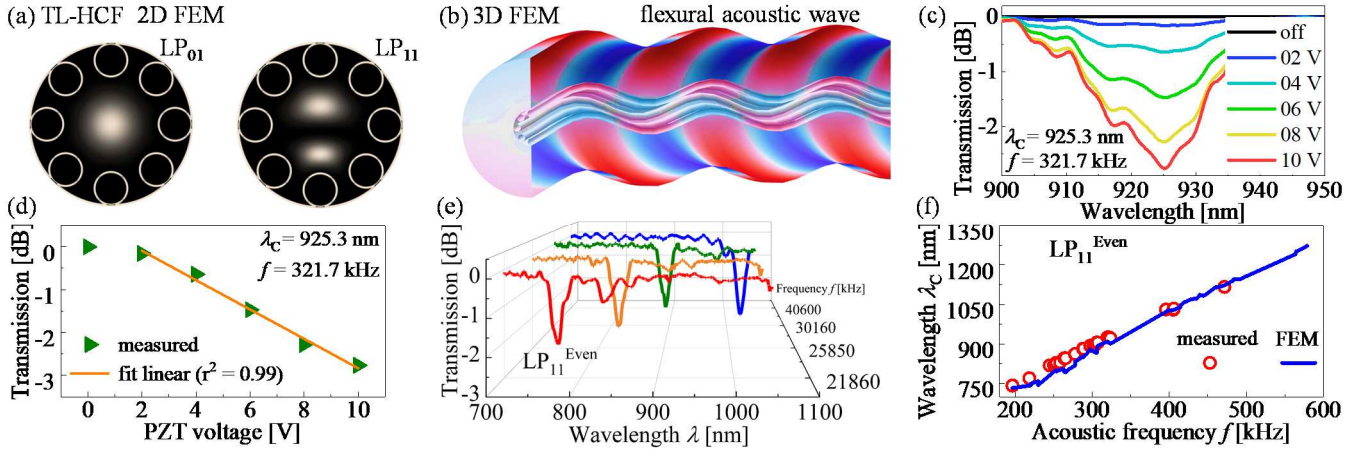 (a) TL-HCF 2D FEM
LP01
LP11
(b) 3D FEM flexural acoustic wave
(c)
Transmission [dB]
0
-1
-2
off
02 V
04 V
06 V
08 V
10 V
λC = 925.3 nm
f = 321.7 kHz
900 910 920 930 940 950
Wavelength [nm]
(d)
Transmission [dB]
0
-1
-2
-3
λC = 925.3 nm
f = 321.7 kHz
measured
fit linear (r² = 0.99)
0 2 4 6 8 10
PZT voltage [V]
(e)
Transmission [dB]
0
-1
-2
-3
LP11 Even
Frequency f [kHz]
40600
30160
25850
21860
700 800 900 1000 1100
Wavelength λ [nm]
(f)
Wavelength λC [nm]
1350
1200
1050
900
750
LP11 Even
measured FEM
200 300 400 500 600
Acoustic frequency f [kHz]